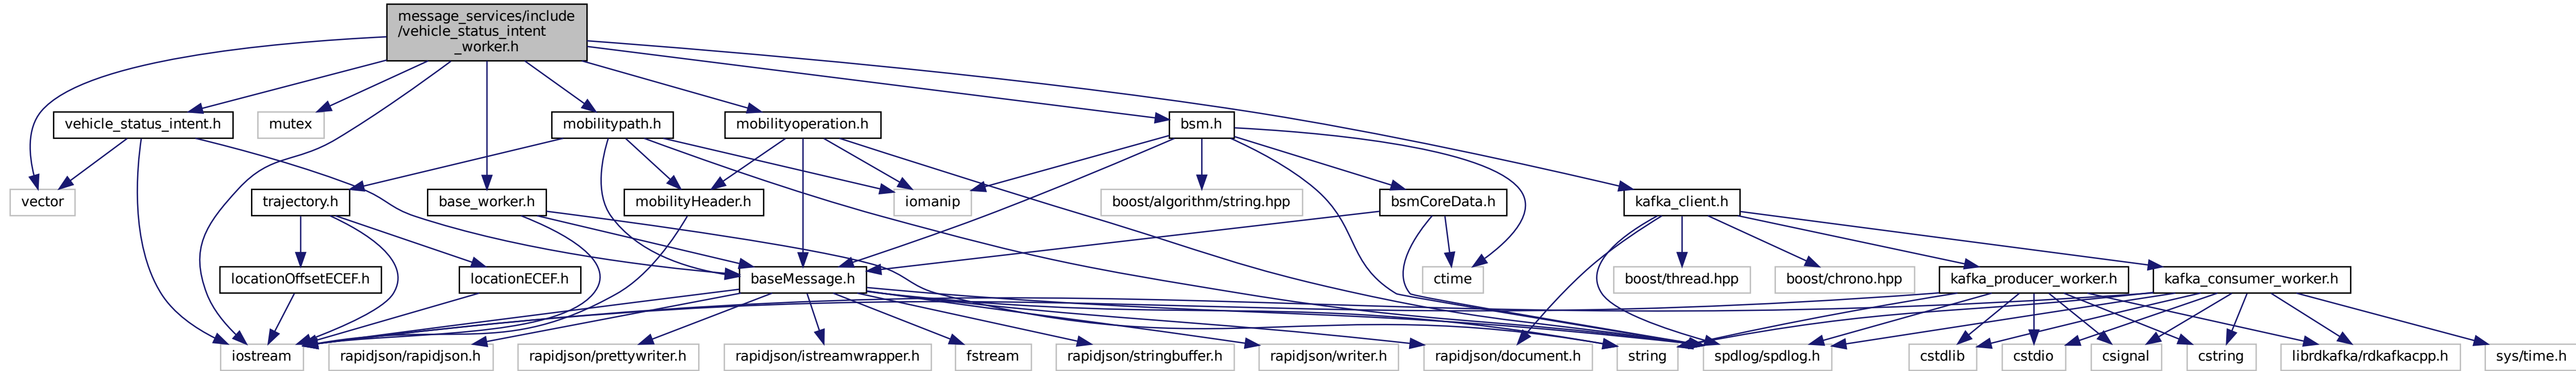 message_services/include
/vehicle_status_intent
_worker.h
vehicle_status_intent.h
mutex
mobilitypath.h
mobilityoperation.h
bsm.h
vector
trajectory.h
base_worker.h
mobilityHeader.h
iomanip
boost/algorithm/string.hpp
bsmCoreData.h
kafka_client.h
locationOffsetECEF.h
locationECEF.h
baseMessage.h
ctime
boost/thread.hpp
boost/chrono.hpp
kafka_producer_worker.h
kafka_consumer_worker.h
iostream
rapidjson/rapidjson.h
rapidjson/prettywriter.h
rapidjson/istreamwrapper.h
fstream
rapidjson/stringbuffer.h
rapidjson/writer.h
rapidjson/document.h
string
spdlog/spdlog.h
cstdlib
cstdio
csignal
cstring
librdkafka/rdkafkacpp.h
sys/time.h